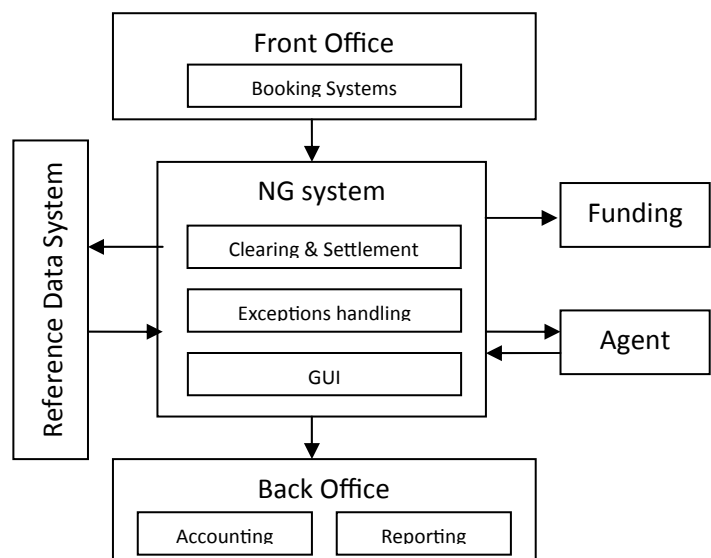 Front Office
Booking Systems
Reference Data System
NG system
Clearing & Settlement
Exceptions handling
GUI
Funding
Agent
Back Office
Accounting
Reporting